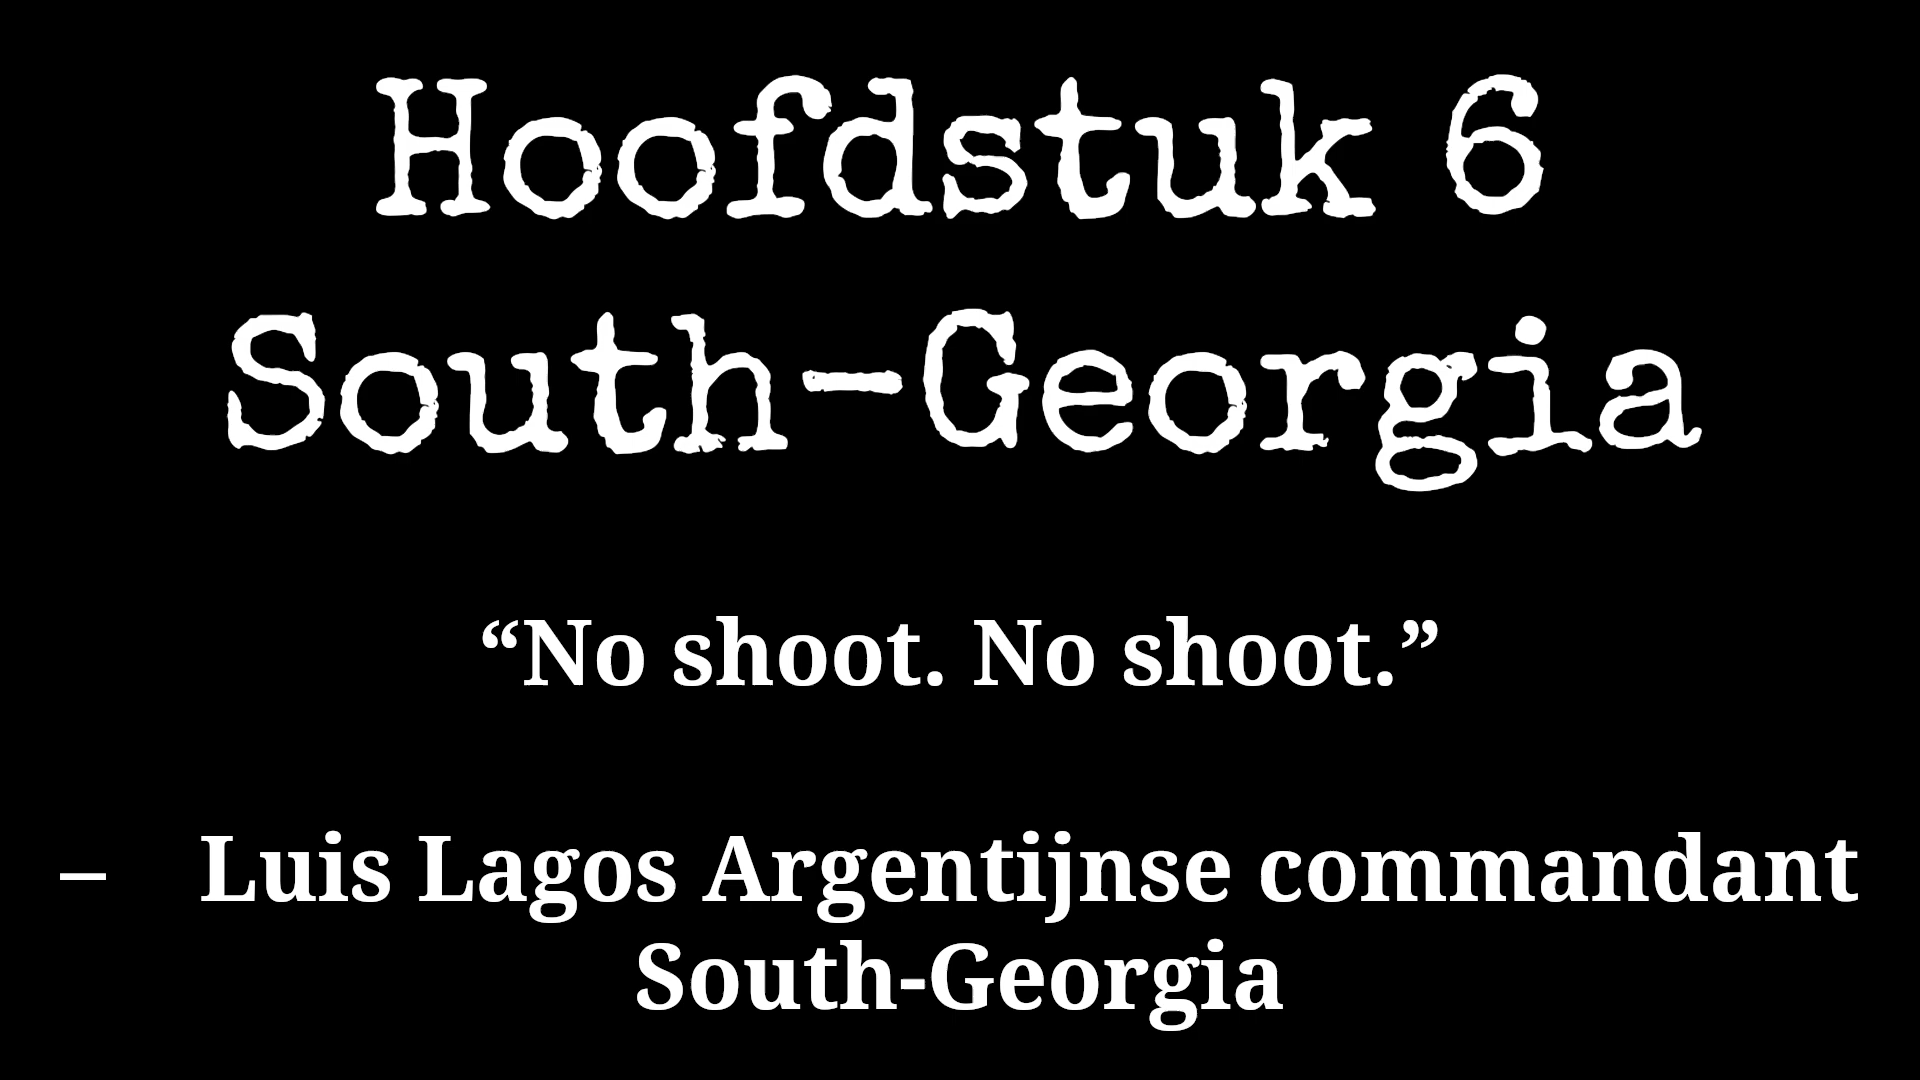 Hoofdstuk 6
South-Georgia
“No shoot. No shoot.”
– Luis Lagos Argentijnse commandant
South-Georgia